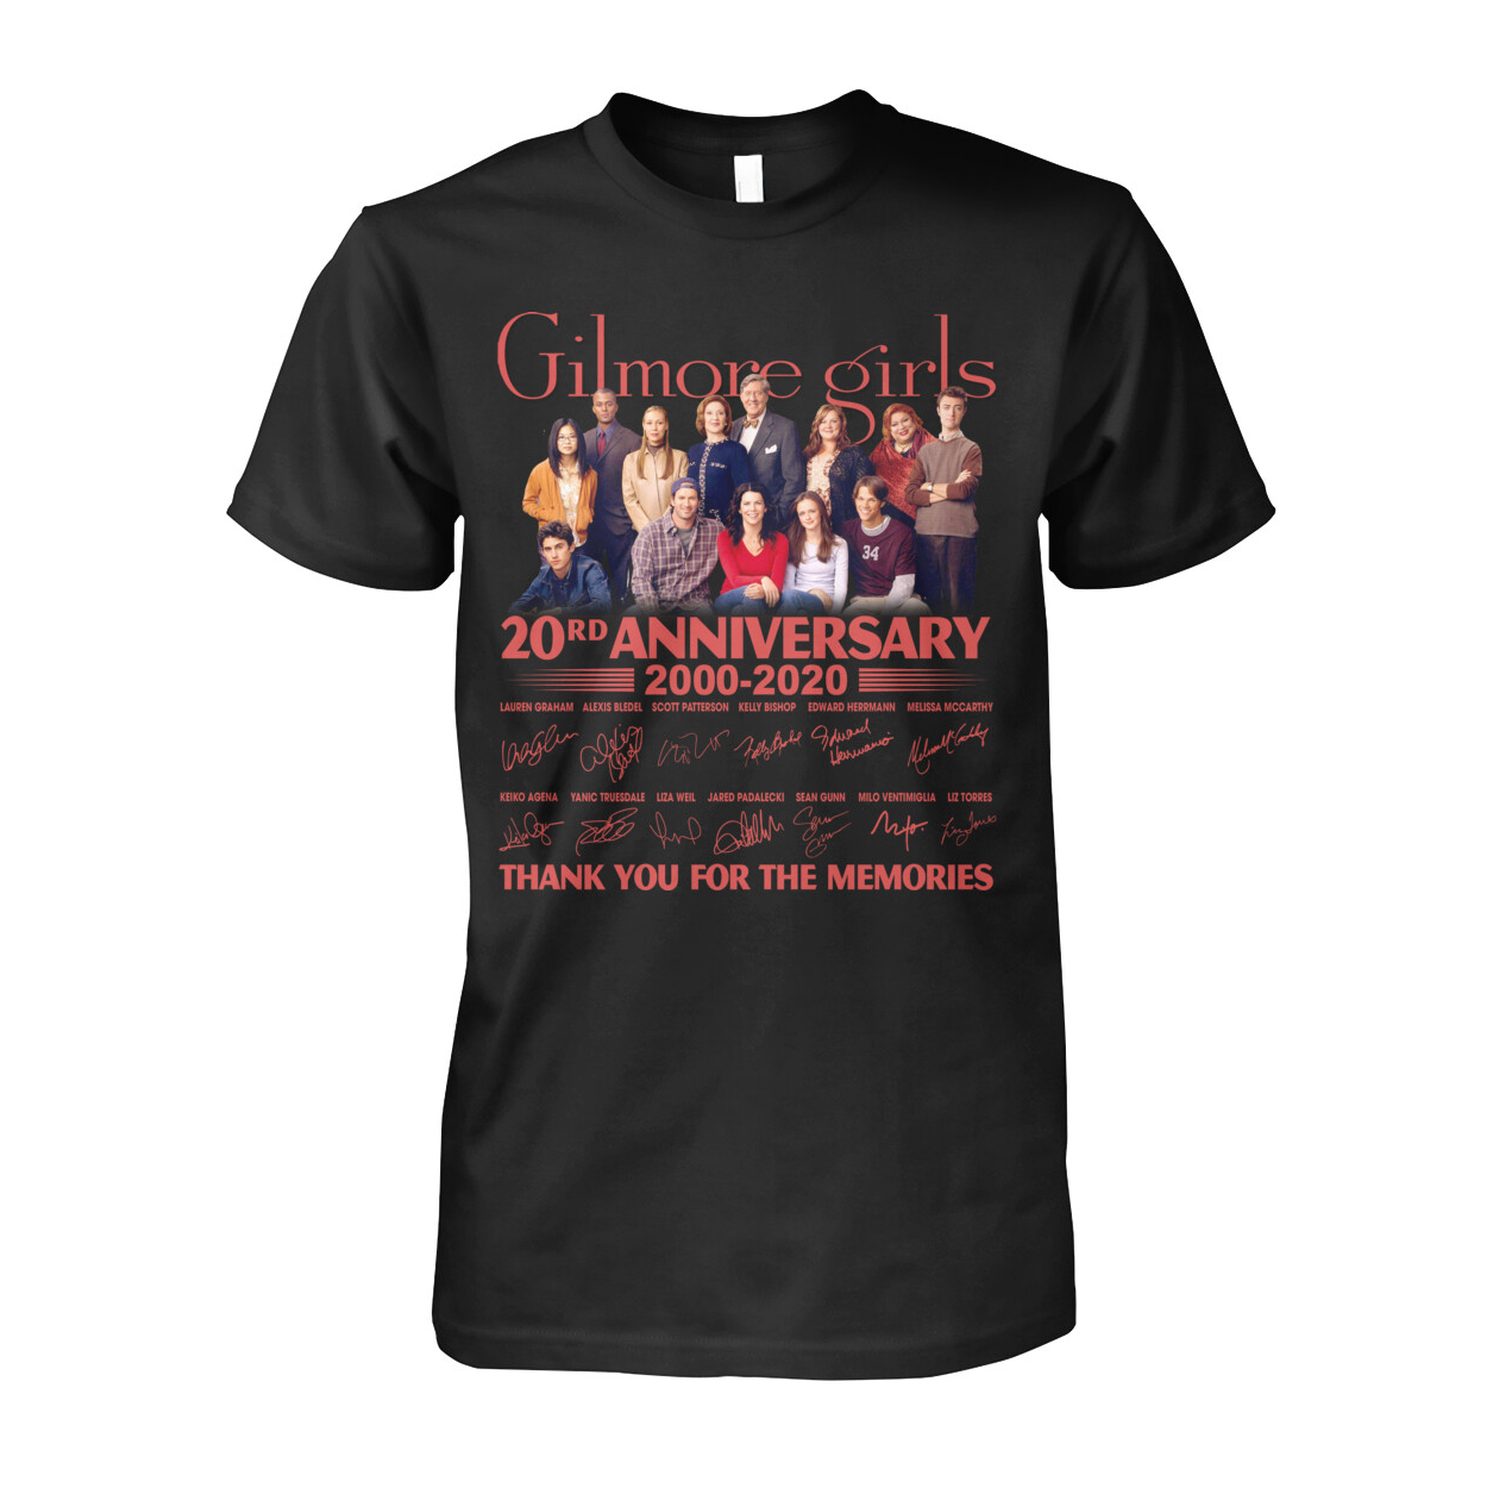 Gilmore girls
34
20RD ANNIVERSARY
2000-2020
LAUREN GRAHAM ALEXIS BLEDEL SCOTT PATTERSON KELLY BISHOP EDWARD HERRMANN MELISSA MCCARTHY
Edward
Herrmann
KEIKO AGENA YANIC TRUESDALE LIZA WEIL JARED PADALECKI SEAN GUNN MILO VENTIMIGLIA LIZ TORRES
THANK YOU FOR THE MEMORIES